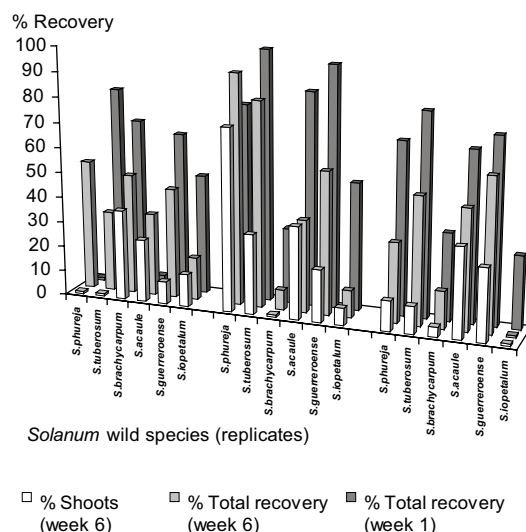 % Recovery
100
90
80
70
60
50
40
30
20
10
0
S.phureja
S.tuberosum
S.brachycarpum
S.acaule
S.guerreroense
S.iopetalum
S.phureja
S.tuberosum
S.brachycarpum
S.acaule
S.guerreroense
S.iopetalum
S.phureja
S.tuberosum
S.brachycarpum
S.acaule
S.guerreroense
S.iopetalum
Solanum wild species (replicates)
% Shoots
(week 6)
% Total recovery
(week 6)
% Total recovery
(week 1)